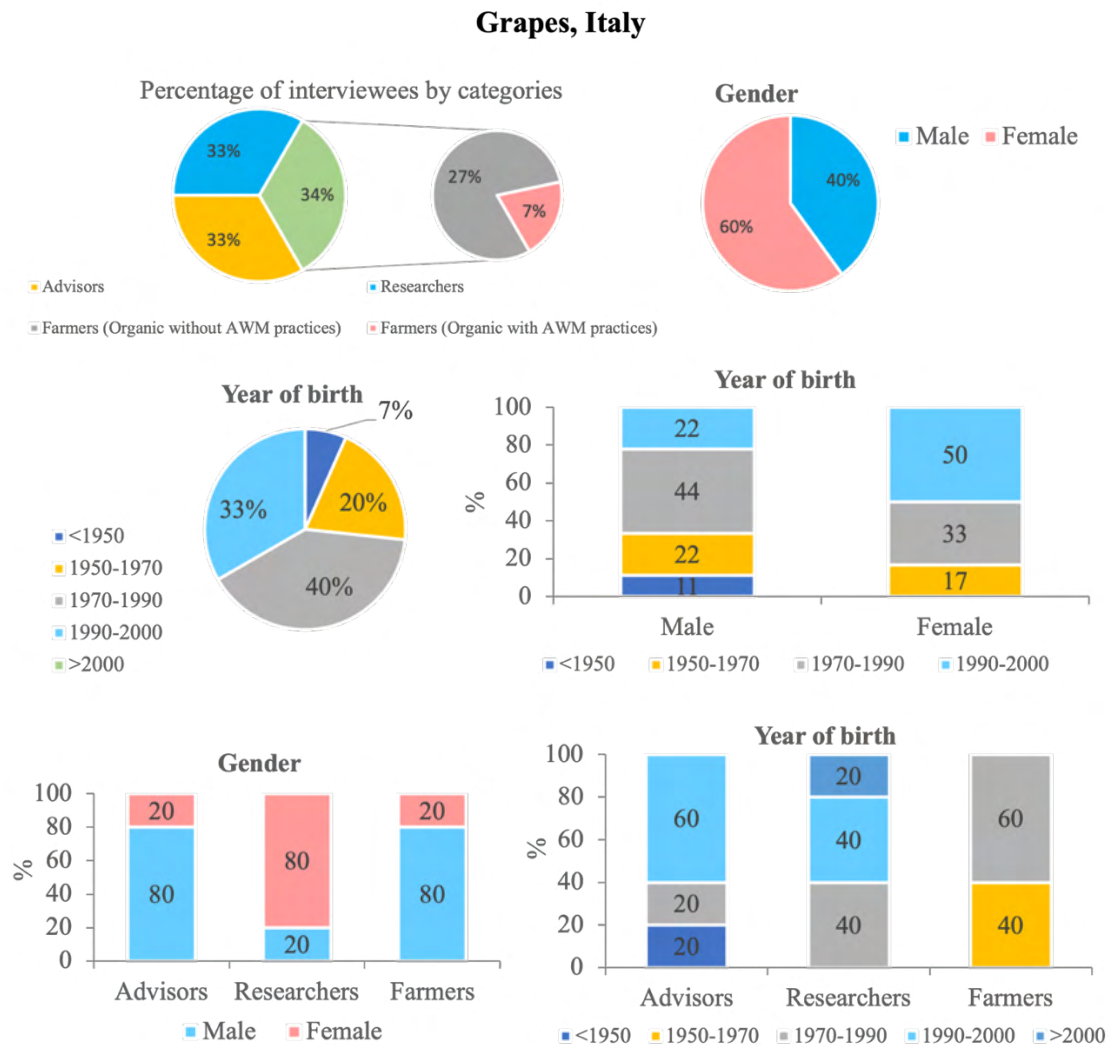 Grapes, Italy
Percentage of interviewees by categories
33%
34%
33%
27%
7%
Advisors
Researchers
Farmers (Organic without AWM practices)
Farmers (Organic with AWM practices)
Gender
Male
Female
40%
60%
Year of birth
7%
20%
33%
40%
<1950
1950-1970
1970-1990
1990-2000
>2000
Year of birth
%
100
80
60
40
20
0
22
44
22
11
50
33
17
Male
Female
<1950
1950-1970
1970-1990
1990-2000
Gender
%
100
80
60
40
20
0
20
80
80
20
20
80
Advisors
Researchers
Farmers
Male
Female
Year of birth
%
100
80
60
40
20
0
60
20
20
20
40
40
60
40
Advisors
Researchers
Farmers
<1950
1950-1970
1970-1990
1990-2000
>2000